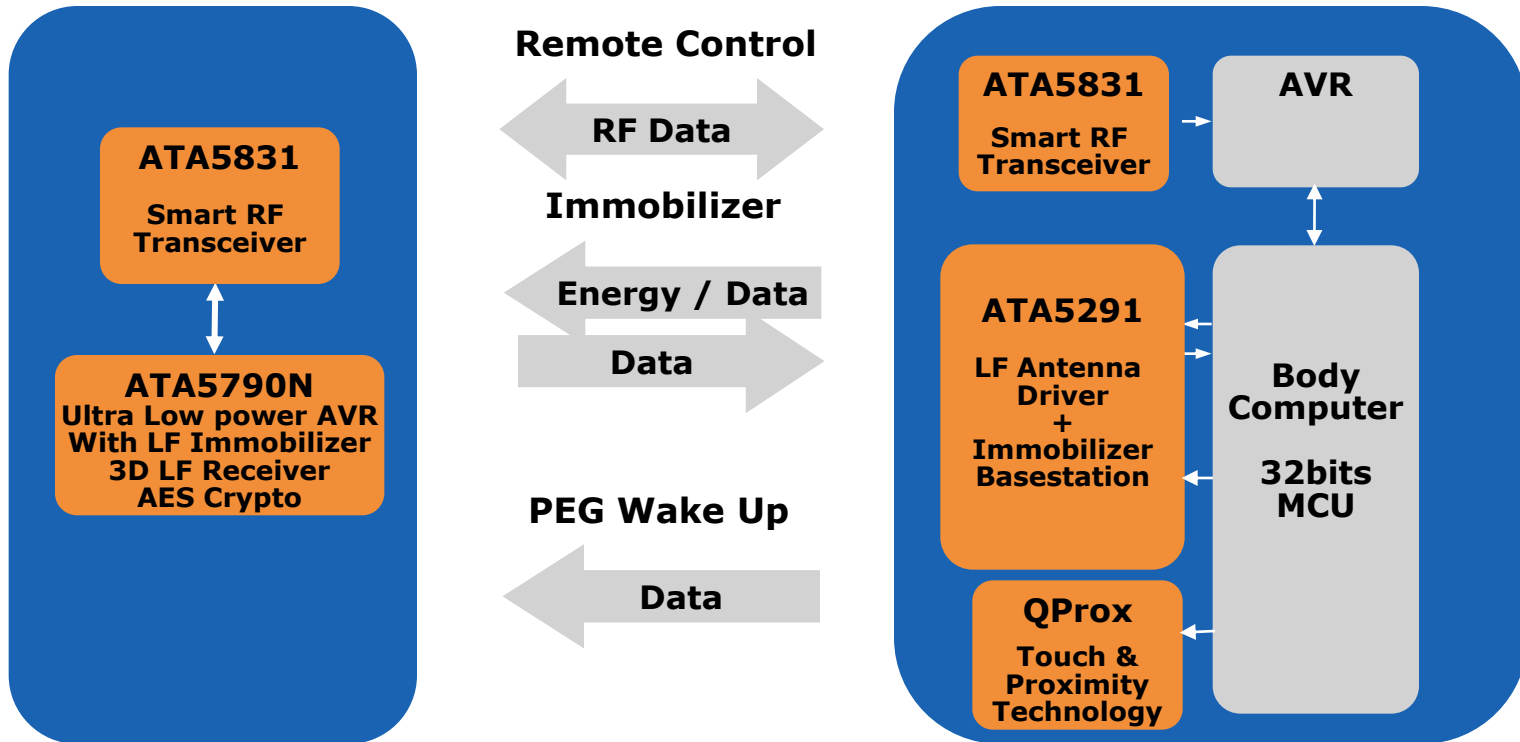 ATA5831
Smart RF
Transceiver
ATA5790N
Ultra Low power AVR
With LF Immobilizer
3D LF Receiver
AES Crypto
Remote Control
RF Data
Immobilizer
Energy / Data
Data
PEG Wake Up
Data
ATA5831
Smart RF
Transceiver
AVR
ATA5291
LF Antenna
Driver
+
Immobilizer
Basestation
Body
Computer
32bits
MCU
QProx
Touch &
Proximity
Technology